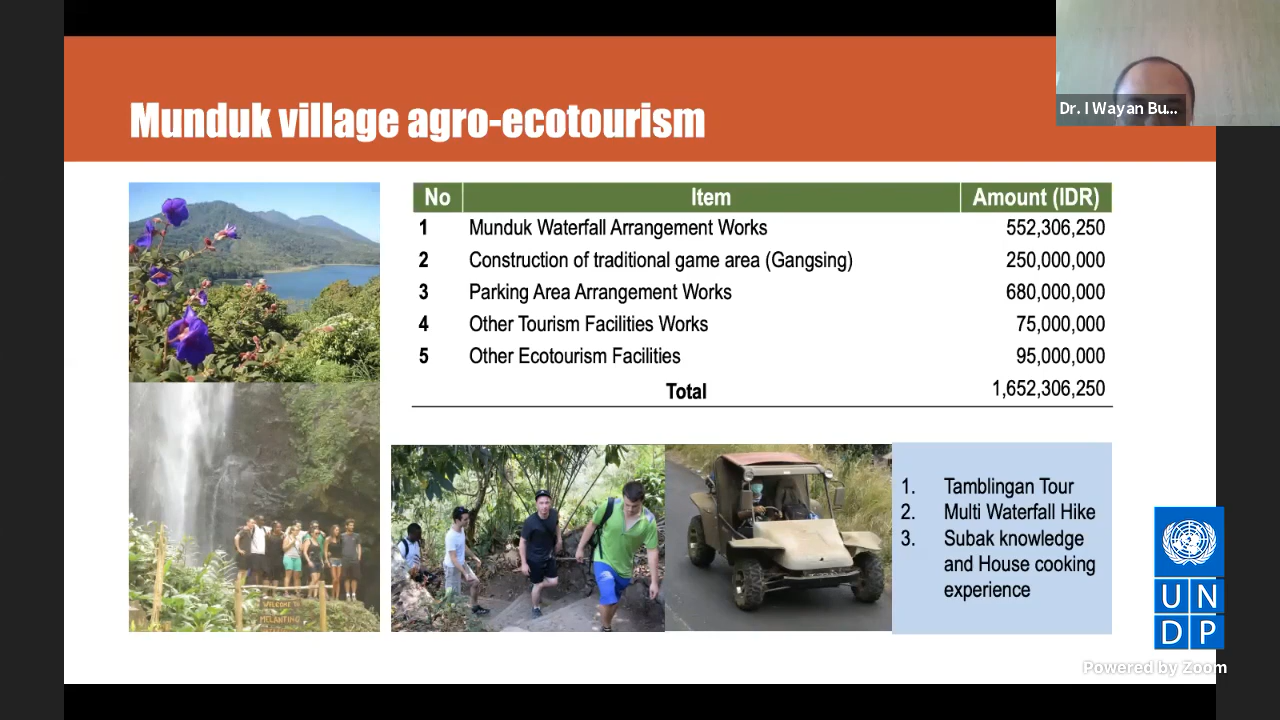 Dr. I Wayan Bu...
Munduk village agro-ecotourism
No Item Amount (IDR)
1 Munduk Waterfall Arrangement Works 552,306,250
2 Construction of traditional game area (Gangsing) 250,000,000
3 Parking Area Arrangement Works 680,000,000
4 Other Tourism Facilities Works 75,000,000
5 Other Ecotourism Facilities 95,000,000
Total 1,652,306,250
WELCOME TO
MELANTING
1. Tamblingan Tour
2. Multi Waterfall Hike
3. Subak knowledge
and House cooking
experience
U N
D P
Powered by Zoom